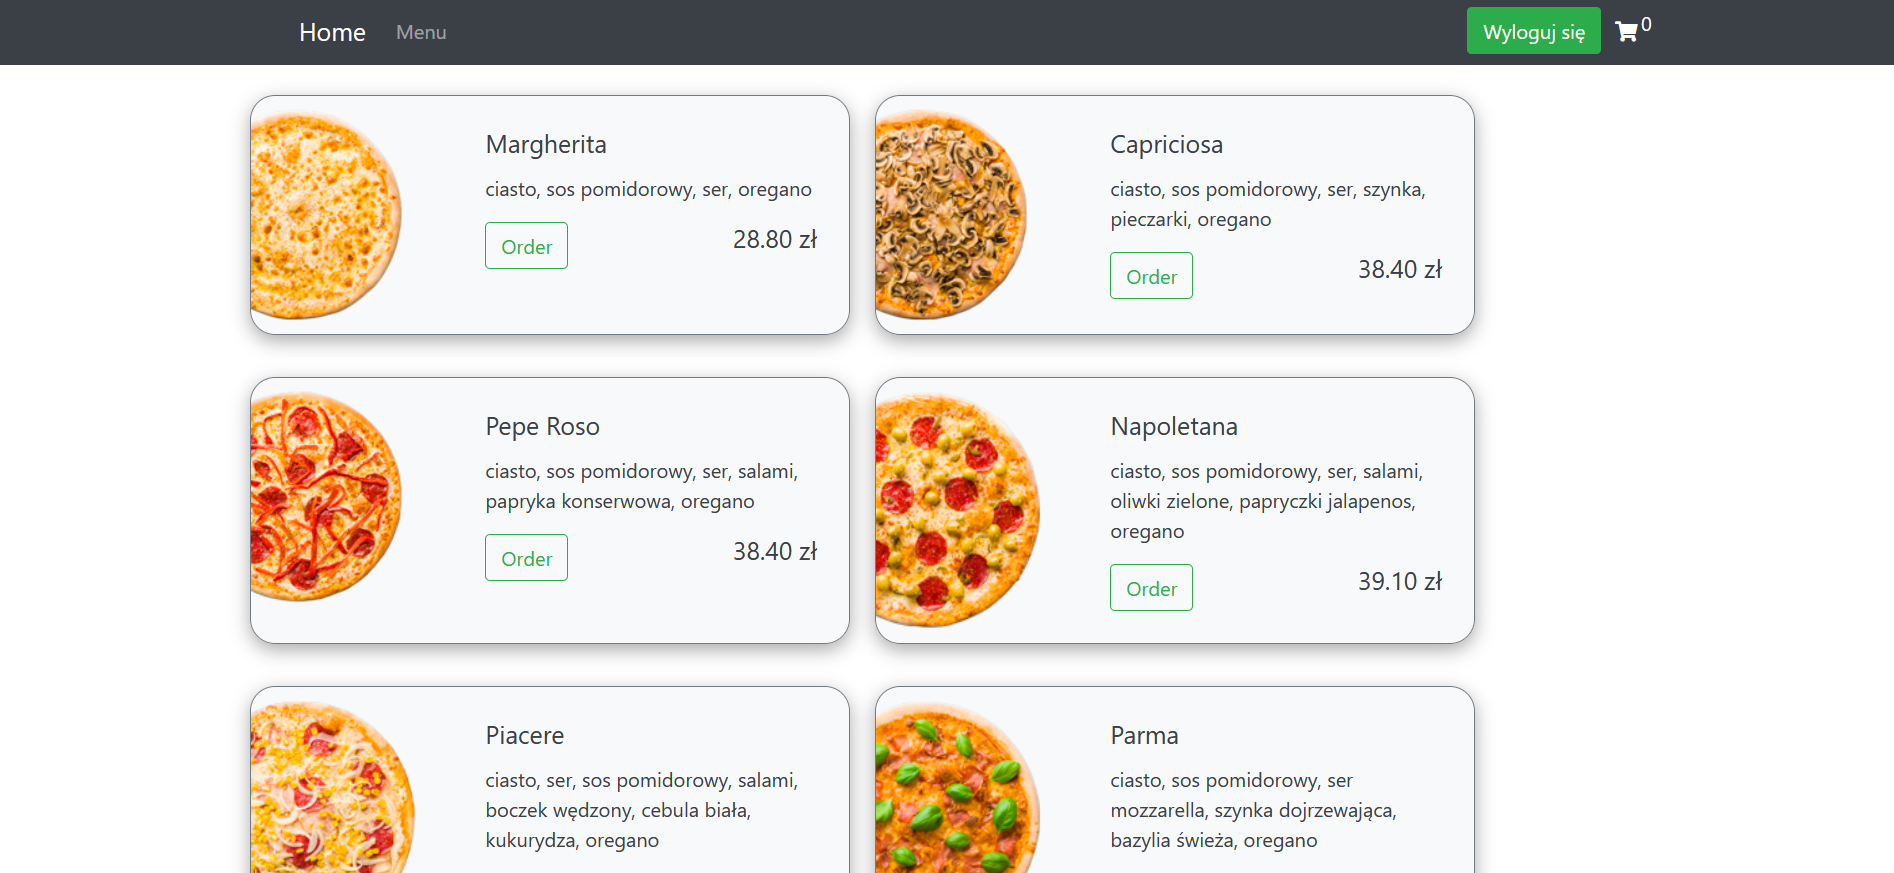 Home Menu Wyloguj się 0
Margherita
ciasto, sos pomidorowy, ser, oregano
Order 28.80 zł
Capriciosa
ciasto, sos pomidorowy, ser, szynka,
pieczarki, oregano
Order 38.40 zł
Pepe Roso
ciasto, sos pomidorowy, ser, salami,
papryka konserwowa, oregano
Order 38.40 zł
Napoletana
ciasto, sos pomidorowy, ser, salami,
oliwki zielone, papryczki jalapenos,
oregano
Order 39.10 zł
Piacere
ciasto, ser, sos pomidorowy, salami,
boczek wędzony, cebula biała,
kukurydza, oregano
Parma
ciasto, sos pomidorowy, ser
mozzarella, szynka dojrzewająca,
bazylia świeża, oregano